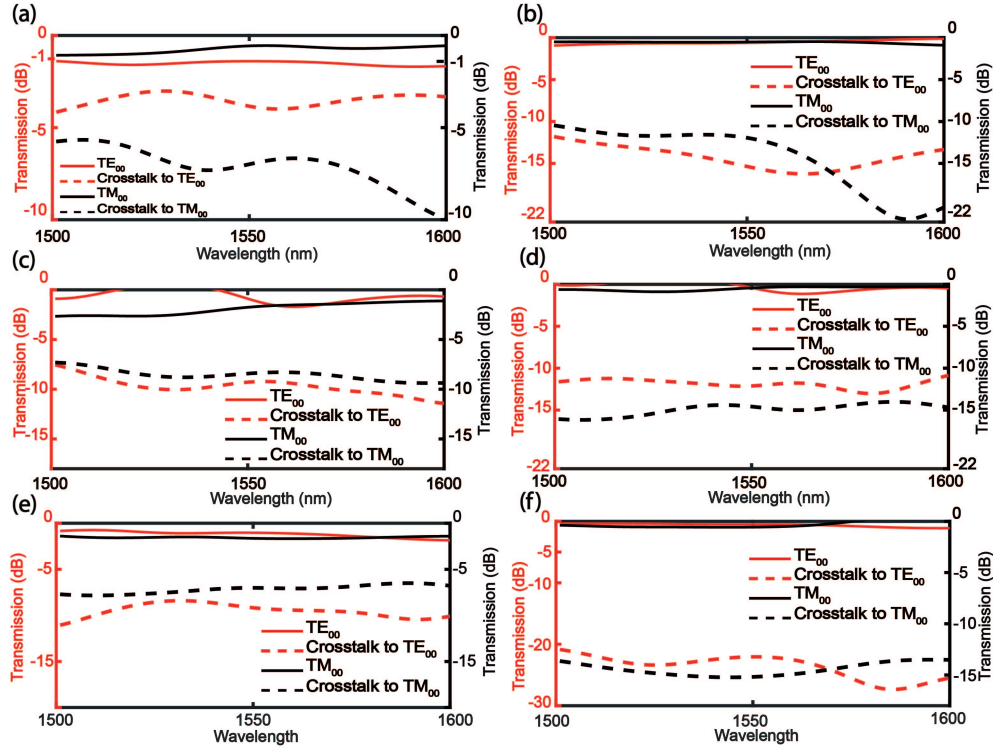 (a)
0
-1
-5
-10
Transmission (dB)
TE₀₀
Crosstalk to TE₀₀
TM₀₀
Crosstalk to TM₀₀
0
-1
-5
-10
Transmission (dB)
1500
1550
1600
Wavelength (nm)
(b)
0
-5
-10
-15
-22
Transmission (dB)
TE₀₀
Crosstalk to TE₀₀
TM₀₀
Crosstalk to TM₀₀
0
-5
-10
-15
-22
Transmission (dB)
1500
1550
1600
Wavelength (nm)
(c)
0
-5
-10
-15
Transmission (dB)
TE₀₀
Crosstalk to TE₀₀
TM₀₀
Crosstalk to TM₀₀
0
-5
-10
-15
Transmission (dB)
1500
1550
1600
Wavelength (nm)
(d)
0
-5
-10
-15
-22
Transmission (dB)
TE₀₀
Crosstalk to TE₀₀
TM₀₀
Crosstalk to TM₀₀
0
-5
-10
-15
-22
Transmission (dB)
1500
1550
1600
Wavelength (nm)
(e)
0
-5
-15
Transmission (dB)
TE₀₀
Crosstalk to TE₀₀
TM₀₀
Crosstalk to TM₀₀
0
-5
-15
Transmission (dB)
1500
1550
1600
Wavelength
(f)
0
-5
-10
-20
-30
Transmission (dB)
TE₀₀
Crosstalk to TE₀₀
TM₀₀
Crosstalk to TM₀₀
0
-5
-15
Transmission (dB)
1500
1550
1600
Wavelength